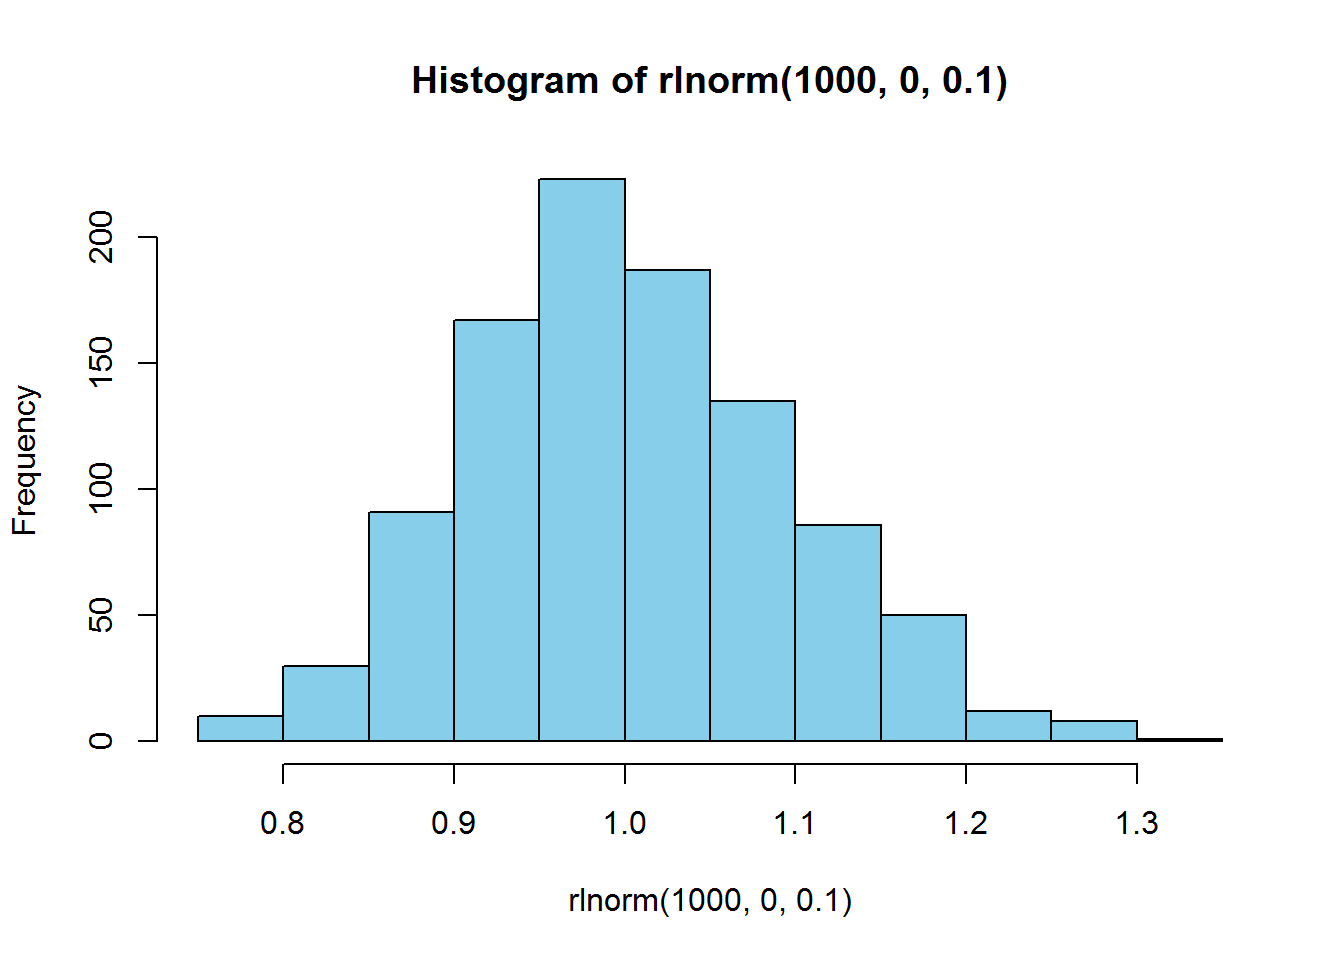 Histogram of rlnorm(1000, 0, 0.1)
Frequency
200
150
100
50
0
0.8 0.9 1.0 1.1 1.2 1.3
rlnorm(1000, 0, 0.1)